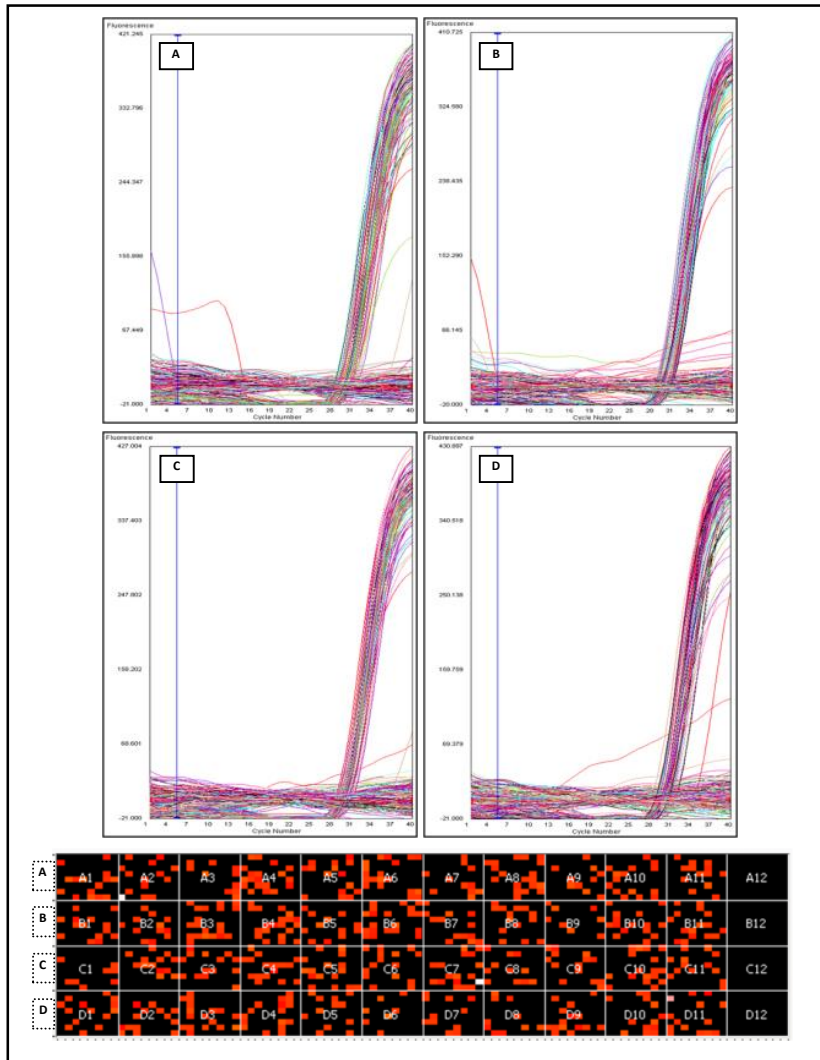 Fluorescence
421.246
A
332.796
244.347
155.898
67.449
-21.000
1 4 7 10 13 16 19 22 25 28 31 34 37 40
Cycle Number
Fluorescence
410.725
B
324.580
238.435
152.290
66.145
-20.000
1 4 7 10 13 16 19 22 25 28 31 34 37 40
Cycle Number
Fluorescence
427.004
C
337.403
247.802
-21.000
1 4 7 10 13 16 19 22 25 28 31 34 37 40
Cycle Number
Fluorescence
D
340.518
250.138
159.759
69.379
-21.000
1 4 7 10 13 16 19 22 25 28 31 34 37 40
Cycle Number
A A1 A2 A3 A4 A5 A6 A7 A8 A9 A10 A11 A12
B B1 B2 B3 B4 B5 B6 B7 B8 B9 B10 B11 B12
C C1 C2 C3 C4 C5 C6 C7 C8 C9 C10 C11 C12
D D1 D2 D3 D4 D5 D6 D7 D8 D9 D10 D11 D12